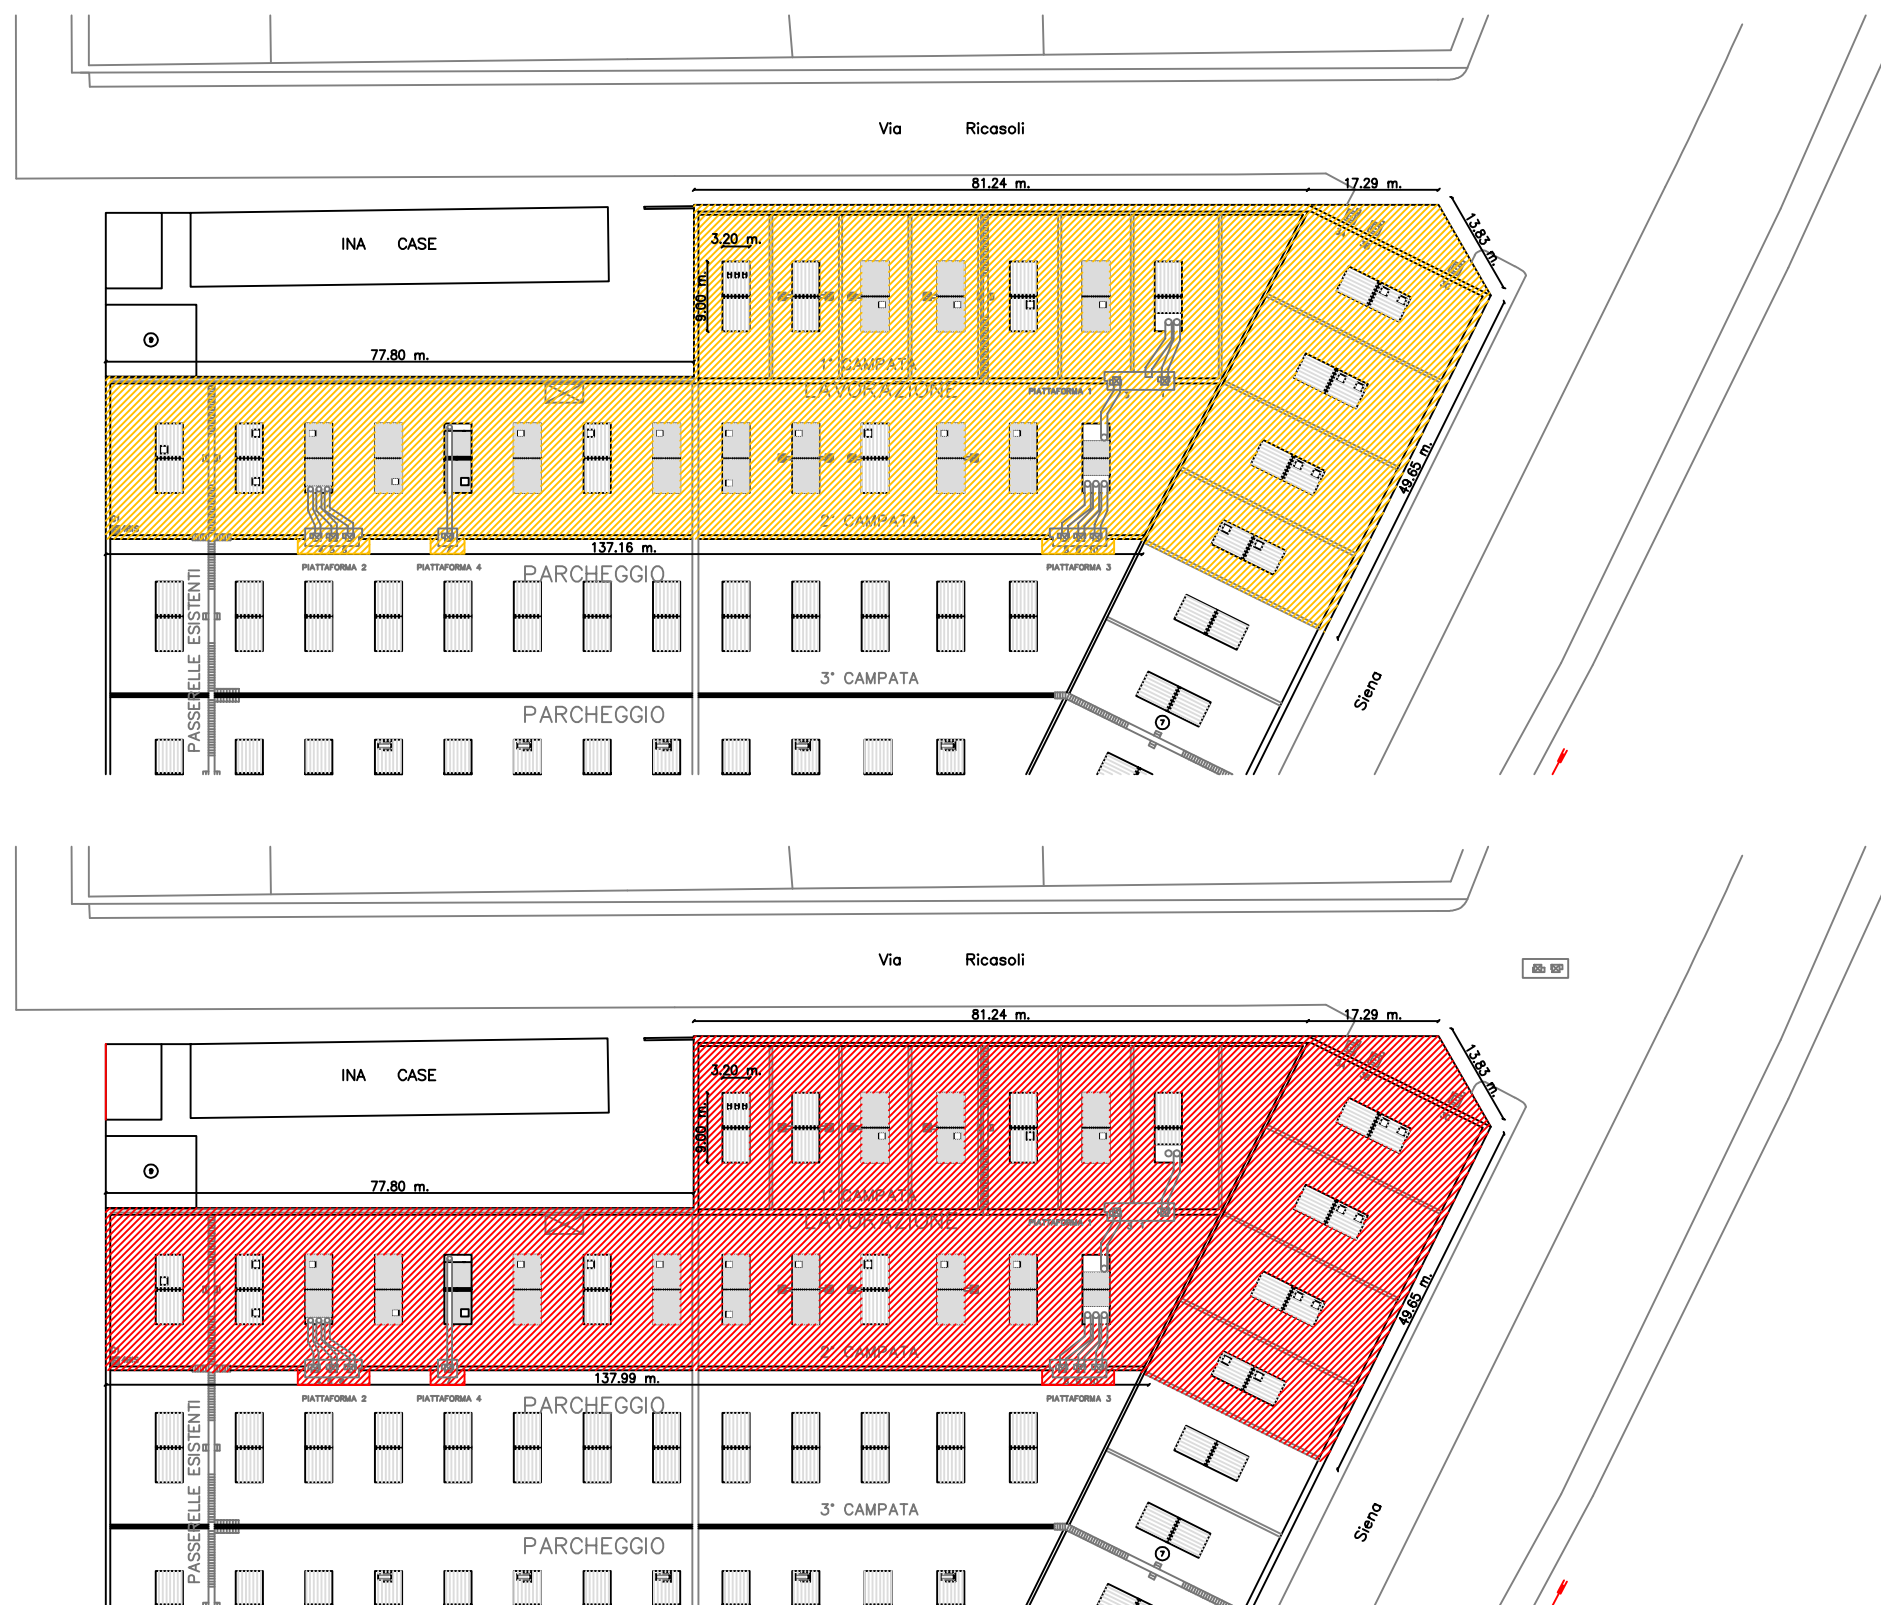 Via Ricasoli
81.24 m.
17.29 m.
13.83 m.
INA CASE
3.20 m.
9.00 m.
77.80 m.
1° CAMPATA
LAVORAZIONE
PIATTAFORMA 1
49.65 m.
2° CAMPATA
137.16 m.
PIATTAFORMA 2
PIATTAFORMA 4
PIATTAFORMA 3
PARCHEGGIO
PASSERELLE ESISTENTI
3° CAMPATA
Siena
PARCHEGGIO
7
Via Ricasoli
81.24 m.
17.29 m.
13.83 m.
INA CASE
3.20 m.
9.00 m.
77.80 m.
1° CAMPATA
LAVORAZIONE
PIATTAFORMA 1
49.65 m.
2° CAMPATA
137.99 m.
PIATTAFORMA 2
PIATTAFORMA 4
PIATTAFORMA 3
PARCHEGGIO
PASSERELLE ESISTENTI
3° CAMPATA
Siena
PARCHEGGIO
7